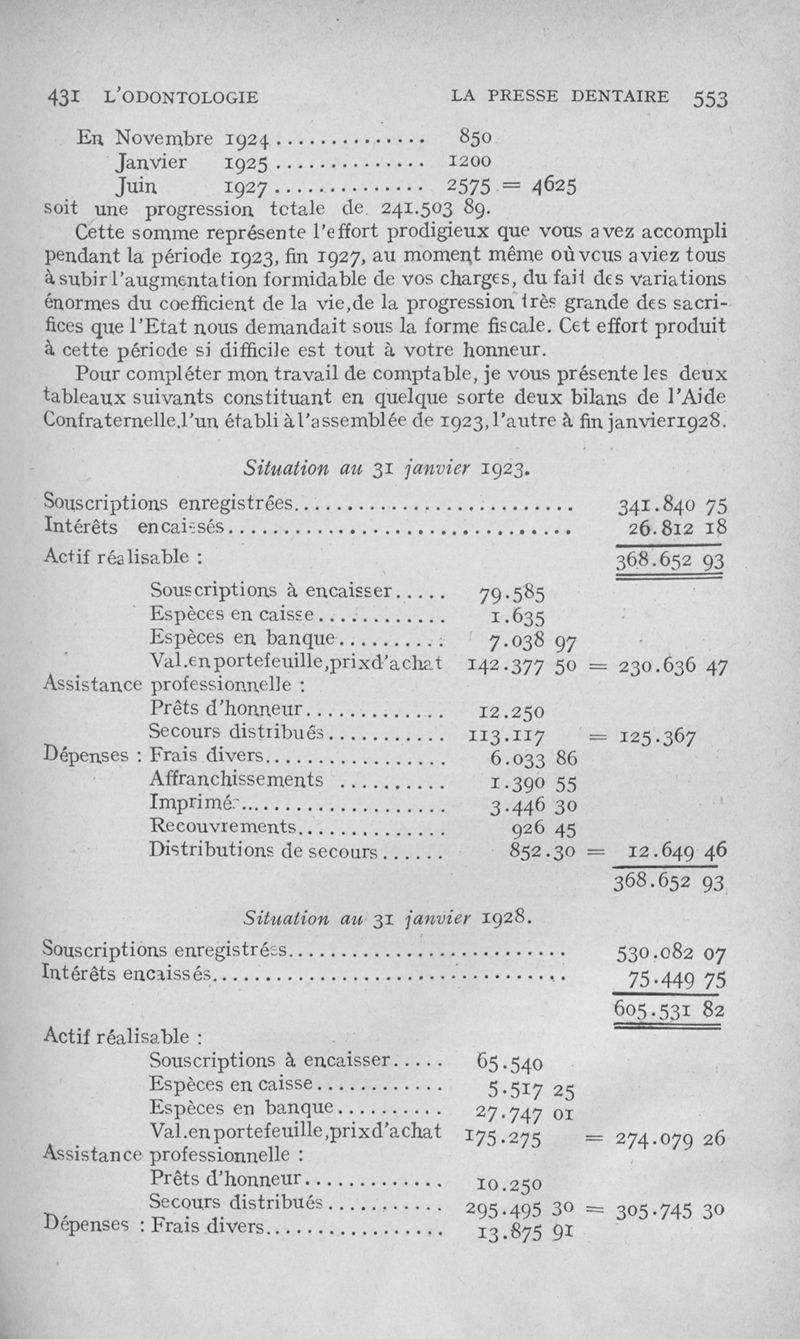 431 L'ODONTOLOGIE LA PRESSE DENTAIRE 553
En Novembre 1924 .............. 850
Janvier 1925 .............. 1200
Juin 1927 .............. 2575 = 4625
soit une progression totale de 241.503 89.
Cette somme représente l'effort prodigieux que vous avez accompli
pendant la période 1923, fin 1927, au moment même où vous aviez tous
à subir l'augmentation formidable de vos charges, du fait des variations
énormes du coefficient de la vie, de la progression très grande des sacri-
fices que l'Etat nous demandait sous la forme fiscale. Cet effort produit
à cette période si difficile est tout à votre honneur.
Pour compléter mon travail de comptable, je vous présente les deux
tableaux suivants constituant en quelque sorte deux bilans de l'Aide
Confraternelle, l'un établi à l'assemblée de 1923, l'autre à fin janvier 1928.
Situation au 31 janvier 1923.
Souscriptions enregistrées........................... 341.840 75
Intérêts encaissés................................. 26.812 18
Actif réalisable : 368.652 93
Souscriptions à encaisser..... 79.585
Espèces en caisse............ 1.635
Espèces en banque.......... 7.038 97
Val. en portefeuille, prix d'achat 142.377 50 = 230.636 47
Assistance professionnelle :
Prêts d'honneur............. 12.250
Secours distribués........... 113.117 = 125.367
Dépenses : Frais divers................. 6.033 86
Affranchissements .......... 1.390 55
Imprimés.................... 3.446 30
Recouvrements.............. 926 45
Distributions de secours...... 852.30 = 12.649 46
368.652 93
Situation au 31 janvier 1928.
Souscriptions enregistrées.......................... 530.082 07
Intérêts encaissés................................. 75.449 75
605.531 82
Actif réalisable :
Souscriptions à encaisser..... 65.540
Espèces en caisse............ 5.517 25
Espèces en banque.......... 27.747 01
Val. en portefeuille, prix d'achat 175.275 = 274.079 26
Assistance professionnelle :
Prêts d'honneur............. 10.250
Secours distribués........... 295.495 30 = 305.745 30
Dépenses : Frais divers................. 13.875 91